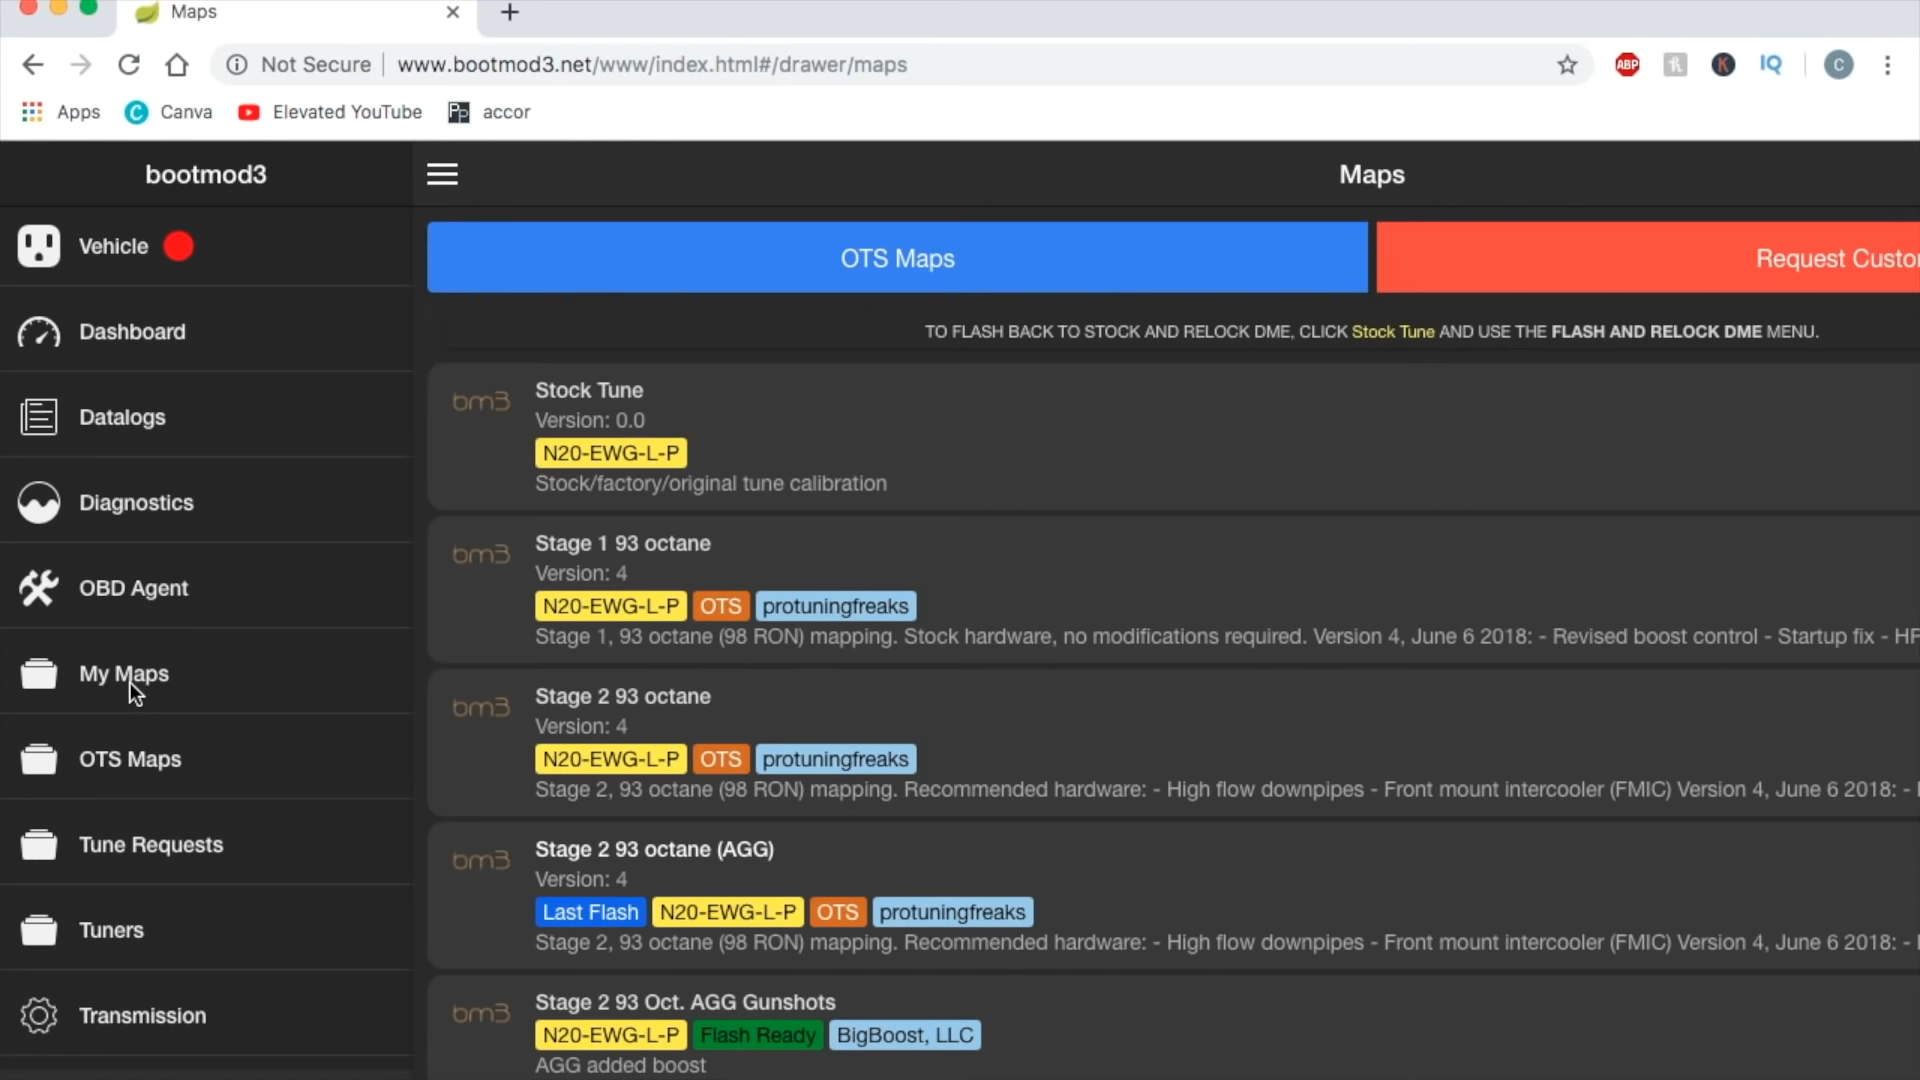 Maps
Not Secure www.bootmod3.net/www/index.html#/drawer/maps
ABP
K
IQ
C
Apps
C Canva
Elevated YouTube
Pp accor
bootmod3
Maps
Vehicle
Dashboard
Datalogs
Diagnostics
OBD Agent
My Maps
OTS Maps
Tune Requests
Tuners
Transmission
OTS Maps
Request Custo
TO FLASH BACK TO STOCK AND RELOCK DME, CLICK Stock Tune AND USE THE FLASH AND RELOCK DME MENU.
bm3
Stock Tune
Version: 0.0
N20-EWG-L-P
Stock/factory/original tune calibration
bm3
Stage 1 93 octane
Version: 4
N20-EWG-L-P OTS protuningfreaks
Stage 1, 93 octane (98 RON) mapping. Stock hardware, no modifications required. Version 4, June 6 2018: - Revised boost control - Startup fix - HP
bm3
Stage 2 93 octane
Version: 4
N20-EWG-L-P OTS protuningfreaks
Stage 2, 93 octane (98 RON) mapping. Recommended hardware: - High flow downpipes - Front mount intercooler (FMIC) Version 4, June 6 2018: -
bm3
Stage 2 93 octane (AGG)
Version: 4
Last Flash N20-EWG-L-P OTS protuningfreaks
Stage 2, 93 octane (98 RON) mapping. Recommended hardware: - High flow downpipes - Front mount intercooler (FMIC) Version 4, June 6 2018: -
bm3
Stage 2 93 Oct. AGG Gunshots
N20-EWG-L-P Flash Ready BigBoost, LLC
AGG added boost